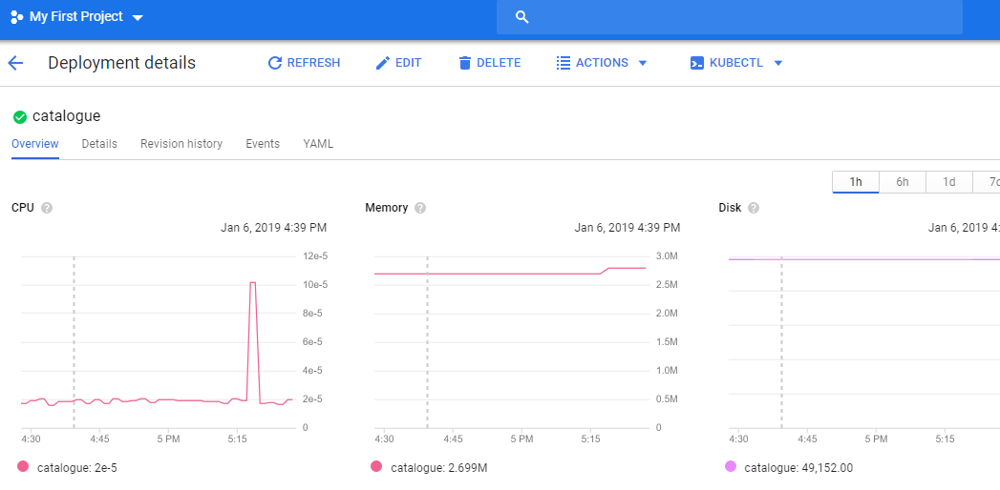 My First Project
Deployment details REFRESH EDIT DELETE ACTIONS KUBECTL
catalogue
Overview Details Revision history Events YAML
1h 6h 1d
CPU Memory Disk
Jan 6, 2019 4:39 PM Jan 6, 2019 4:39 PM Jan 6, 2019 4:
12e-5 3.0M
10e-5 2.5M
8e-5 2.0M
6e-5 1.5M
4e-5 1.0M
2e-5 0.5M
0 0
4:30 4:45 5 PM 5:15 4:30 4:45 5 PM 5:15 4:30 4:45 5 PM 5:15
catalogue: 2e-5 catalogue: 2.699M catalogue: 49,152.00